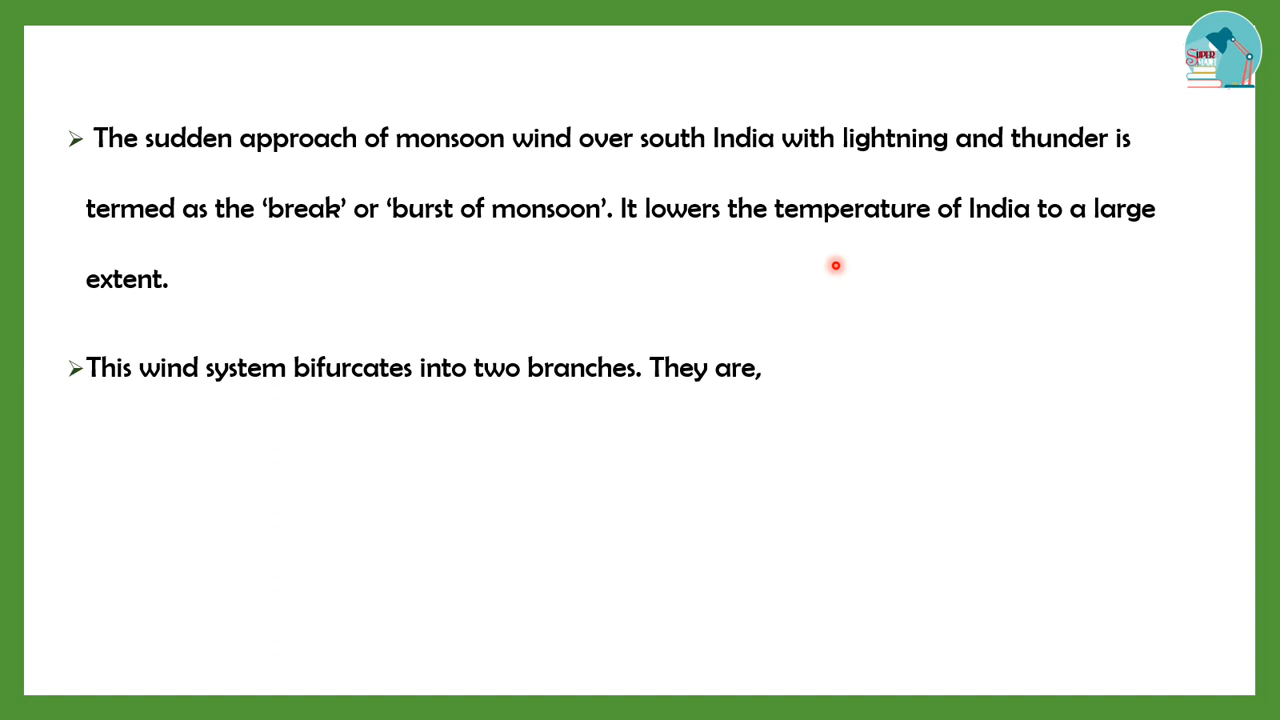 SUPER
SMART
➢ The sudden approach of monsoon wind over south India with lightning and thunder is
termed as the ‘break’ or ‘burst of monsoon’. It lowers the temperature of India to a large
extent.
➢This wind system bifurcates into two branches. They are,